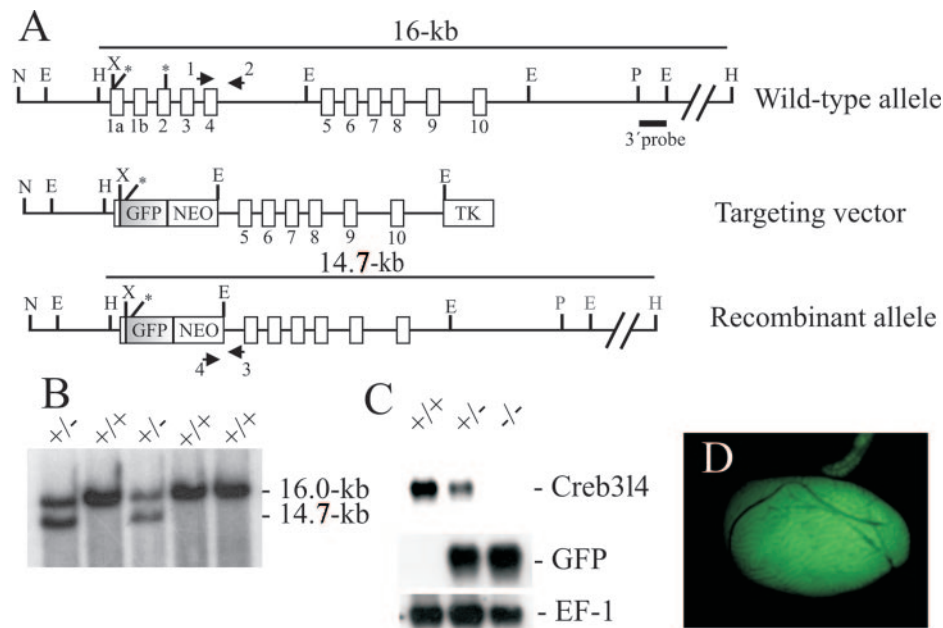 A
16-kb
N E H X * * 1 2 E E P E H
1a 1b 2 3 4 5 6 7 8 9 10
3´probe
Wild-type allele
N E H X * E E
GFP NEO TK
5 6 7 8 9 10
Targeting vector
14.7-kb
N E H X * E E P E H
GFP NEO
4 3
Recombinant allele
B
+/- +/+ +/- +/+ +/+
- 16.0-kb
- 14.7-kb
C
+/+ +/- -/-
- Creb3l4
- GFP
- EF-1
D